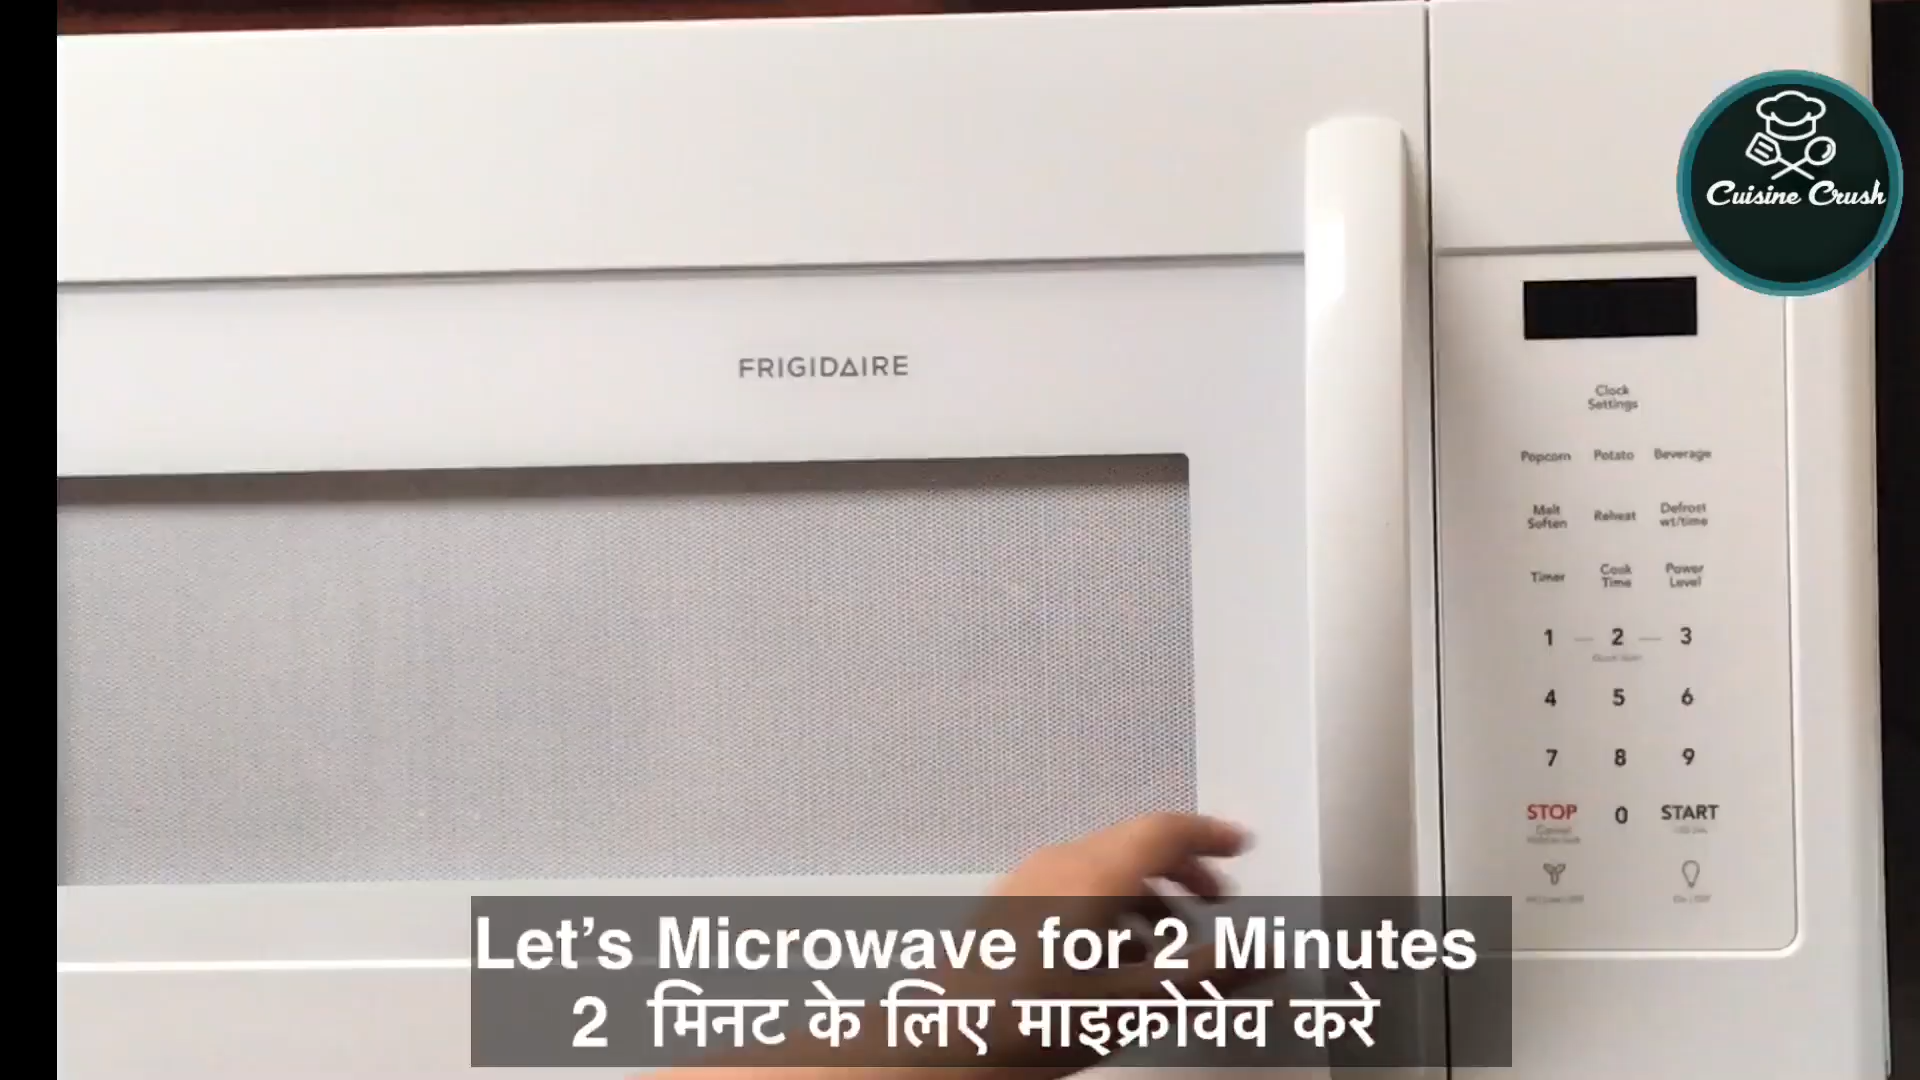 Cuisine Crush
FRIGIDAIRE
Clock
Settings
Popcorn Potato Beverage
Melt
Soften
Reheat
Defrost
wt/time
Timer
Cook
Time
Power
Level
1 2 3
4 5 6
7 8 9
STOP 0 START
Cancel
Let’s Microwave for 2 Minutes
2 मिनट के लिए माइक्रोवेव करे